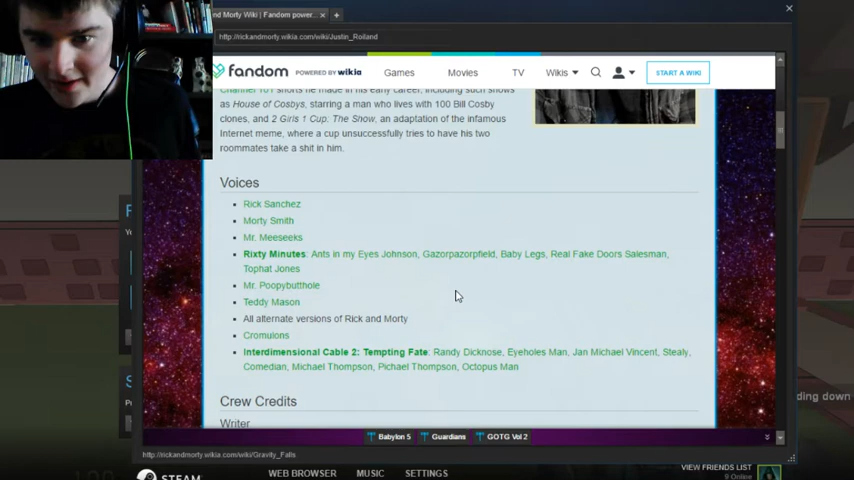 nd Morty Wiki | Fandom power...
http://rickandmorty.wikia.com/wiki/Justin_Roiland
fandom POWERED BY wikia Games Movies TV Wikis START A WIKI
Channel 101 shorts he made in his early career, including such shows
as House of Cosbys, starring a man who lives with 100 Bill Cosby
clones, and 2 Girls 1 Cup: The Show, an adaptation of the infamous
Internet meme, where a cup unsuccessfully tries to have his two
roommates take a shit in him.
Voices
Rick Sanchez
Morty Smith
Mr. Meeseeks
Rixty Minutes: Ants in my Eyes Johnson, Gazorpazorpfield, Baby Legs, Real Fake Doors Salesman,
Tophat Jones
Mr. Poopybutthole
Teddy Mason
All alternate versions of Rick and Morty
Cromulons
Interdimensional Cable 2: Tempting Fate: Randy Dicknose, Eyeholes Man, Jan Michael Vincent, Stealy,
Comedian, Michael Thompson, Pichael Thompson, Octopus Man
Crew Credits
Writer
ding down
Babylon 5 Guardians GOTG Vol 2
http://rickandmorty.wikia.com/wiki/Gravity_Falls
STEAM WEB BROWSER MUSIC SETTINGS VIEW FRIENDS LIST
0 Online